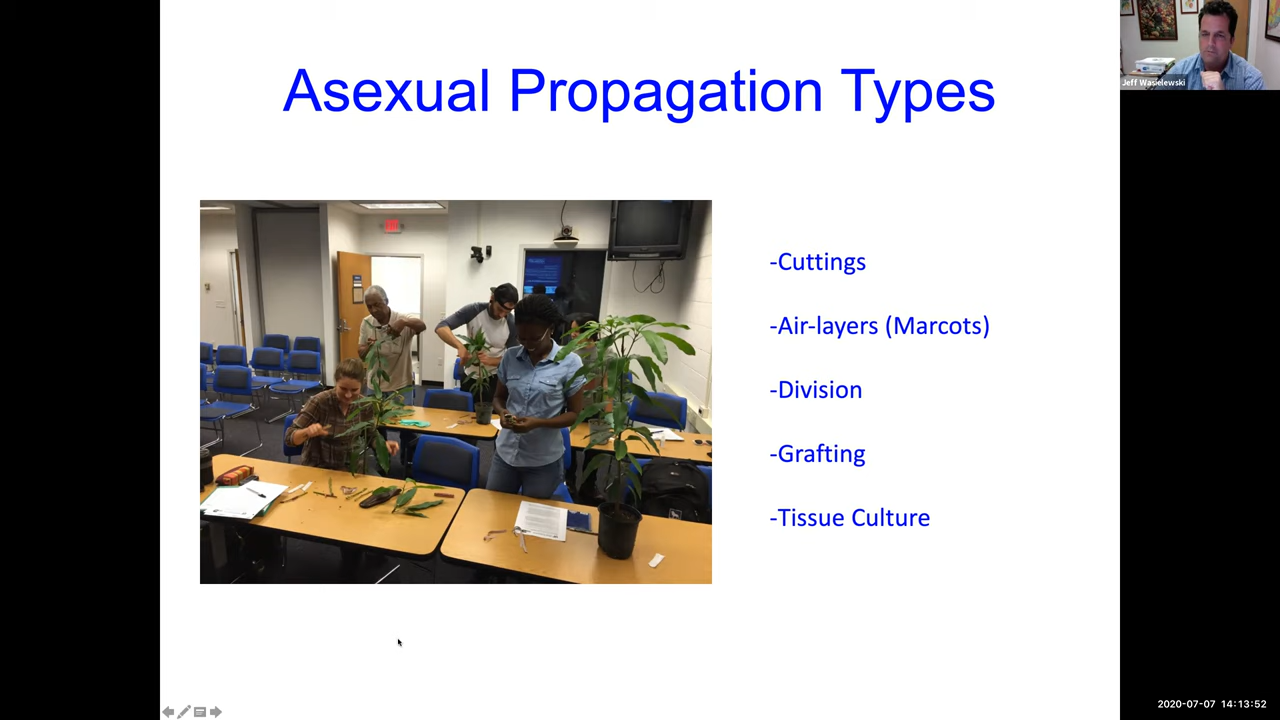 Asexual Propagation Types
Jeff Wasielewski
-Cuttings
-Air-layers (Marcots)
-Division
-Grafting
-Tissue Culture
2020-07-07 14:13:52